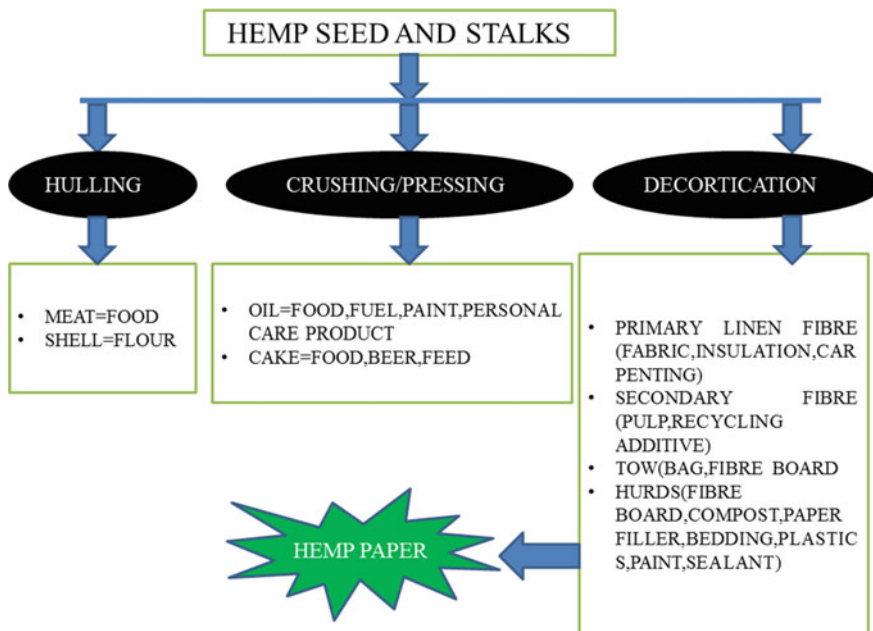 HEMP SEED AND STALKS
HULLING
CRUSHING/PRESSING
DECORTICATION
• MEAT=FOOD
• SHELL=FLOUR
• OIL=FOOD,FUEL,PAINT,PERSONAL
CARE PRODUCT
• CAKE=FOOD,BEER,FEED
• PRIMARY LINEN FIBRE
(FABRIC,INSULATION,CAR
PENTING)
• SECONDARY FIBRE
(PULP,RECYCLING
ADDITIVE)
• TOW(BAG,FIBRE BOARD
• HURDS(FIBRE
BOARD,COMPOST,PAPER
FILLER,BEDDING,PLASTIC
S,PAINT,SEALANT)
HEMP PAPER